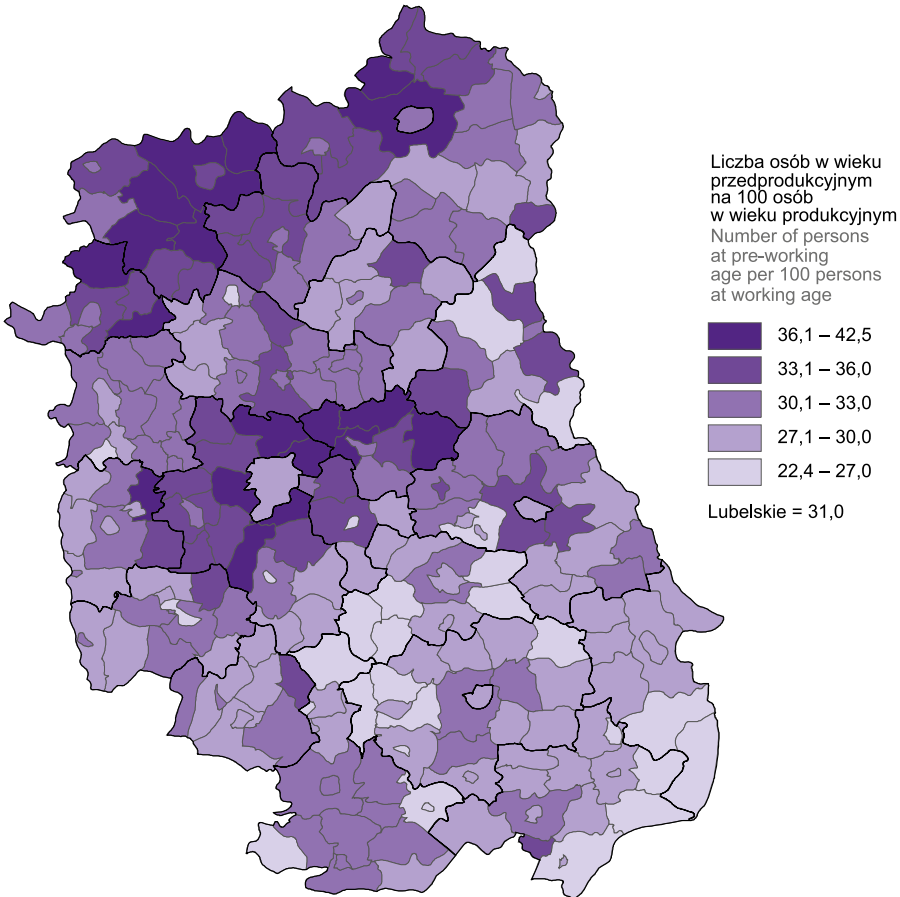 Liczba osób w wieku
przedprodukcyjnym
na 100 osób
w wieku produkcyjnym
Number of persons
at pre-working
age per 100 persons
at working age
36,1 – 42,5
33,1 – 36,0
30,1 – 33,0
27,1 – 30,0
22,4 – 27,0
Lubelskie = 31,0